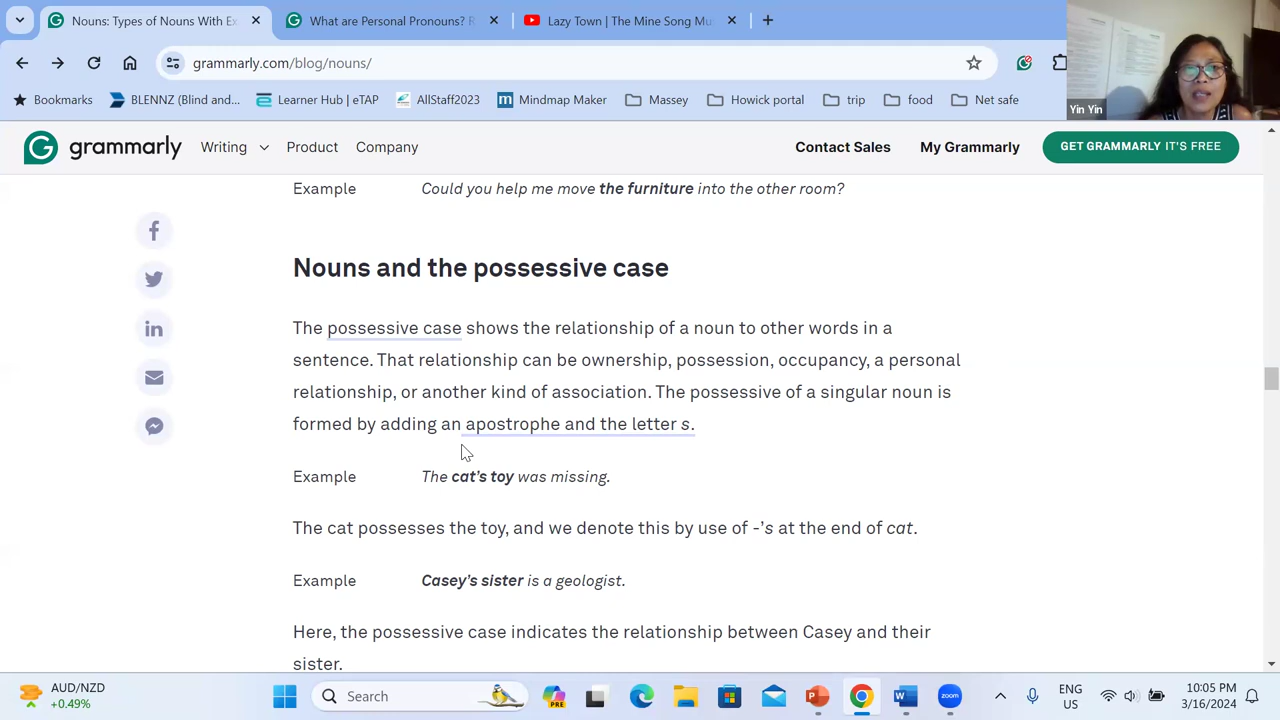 Nouns: Types of Nouns With Ex
What are Personal Pronouns? R
Lazy Town | The Mine Song Mu
grammarly.com/blog/nouns/
Bookmarks
BLENNZ (Blind and...
Learner Hub | eTAP
AllStaff2023
Mindmap Maker
Massey
Howick portal
trip
food
Net safe
Yin Yin
grammarly
Writing
Product
Company
Contact Sales
My Grammarly
GET GRAMMARLY IT'S FREE
Example Could you help me move the furniture into the other room?
Nouns and the possessive case
The possessive case shows the relationship of a noun to other words in a
sentence. That relationship can be ownership, possession, occupancy, a personal
relationship, or another kind of association. The possessive of a singular noun is
formed by adding an apostrophe and the letter s.
Example The cat’s toy was missing.
The cat possesses the toy, and we denote this by use of -’s at the end of cat.
Example Casey’s sister is a geologist.
Here, the possessive case indicates the relationship between Casey and their
sister.
AUD/NZD
+0.49%
Search
PRE
zoom
ENG
US
10:05 PM
3/16/2024